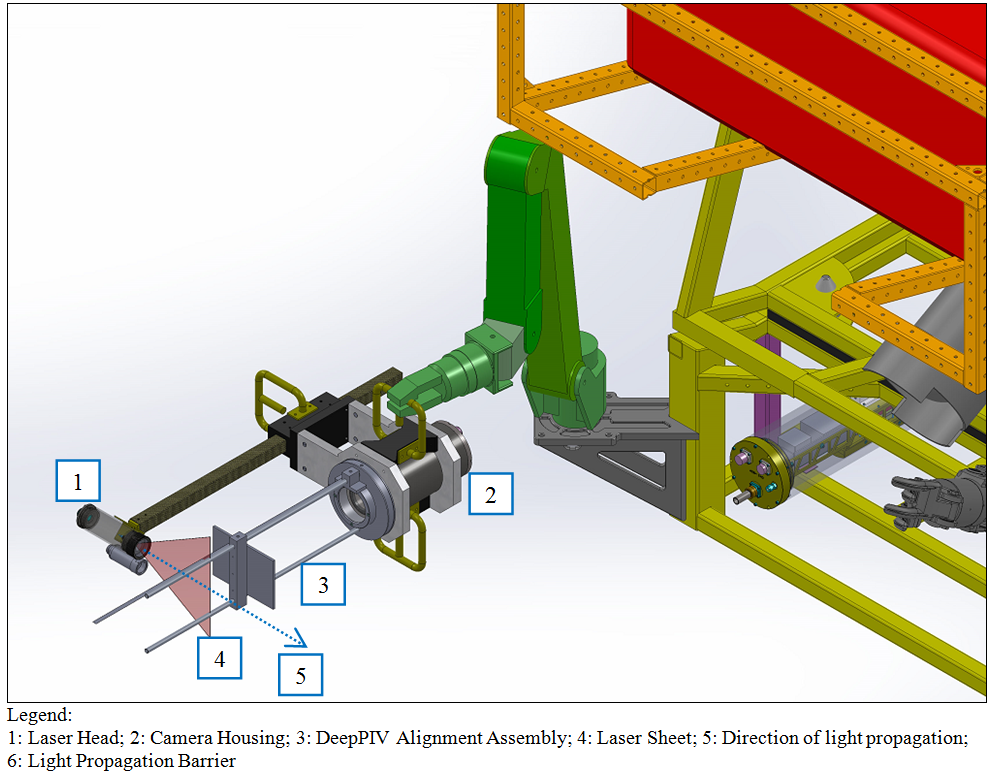 1
2
3
4
5
Legend:
1: Laser Head; 2: Camera Housing; 3: DeepPIV Alignment Assembly; 4: Laser Sheet; 5: Direction of light propagation;
6: Light Propagation Barrier